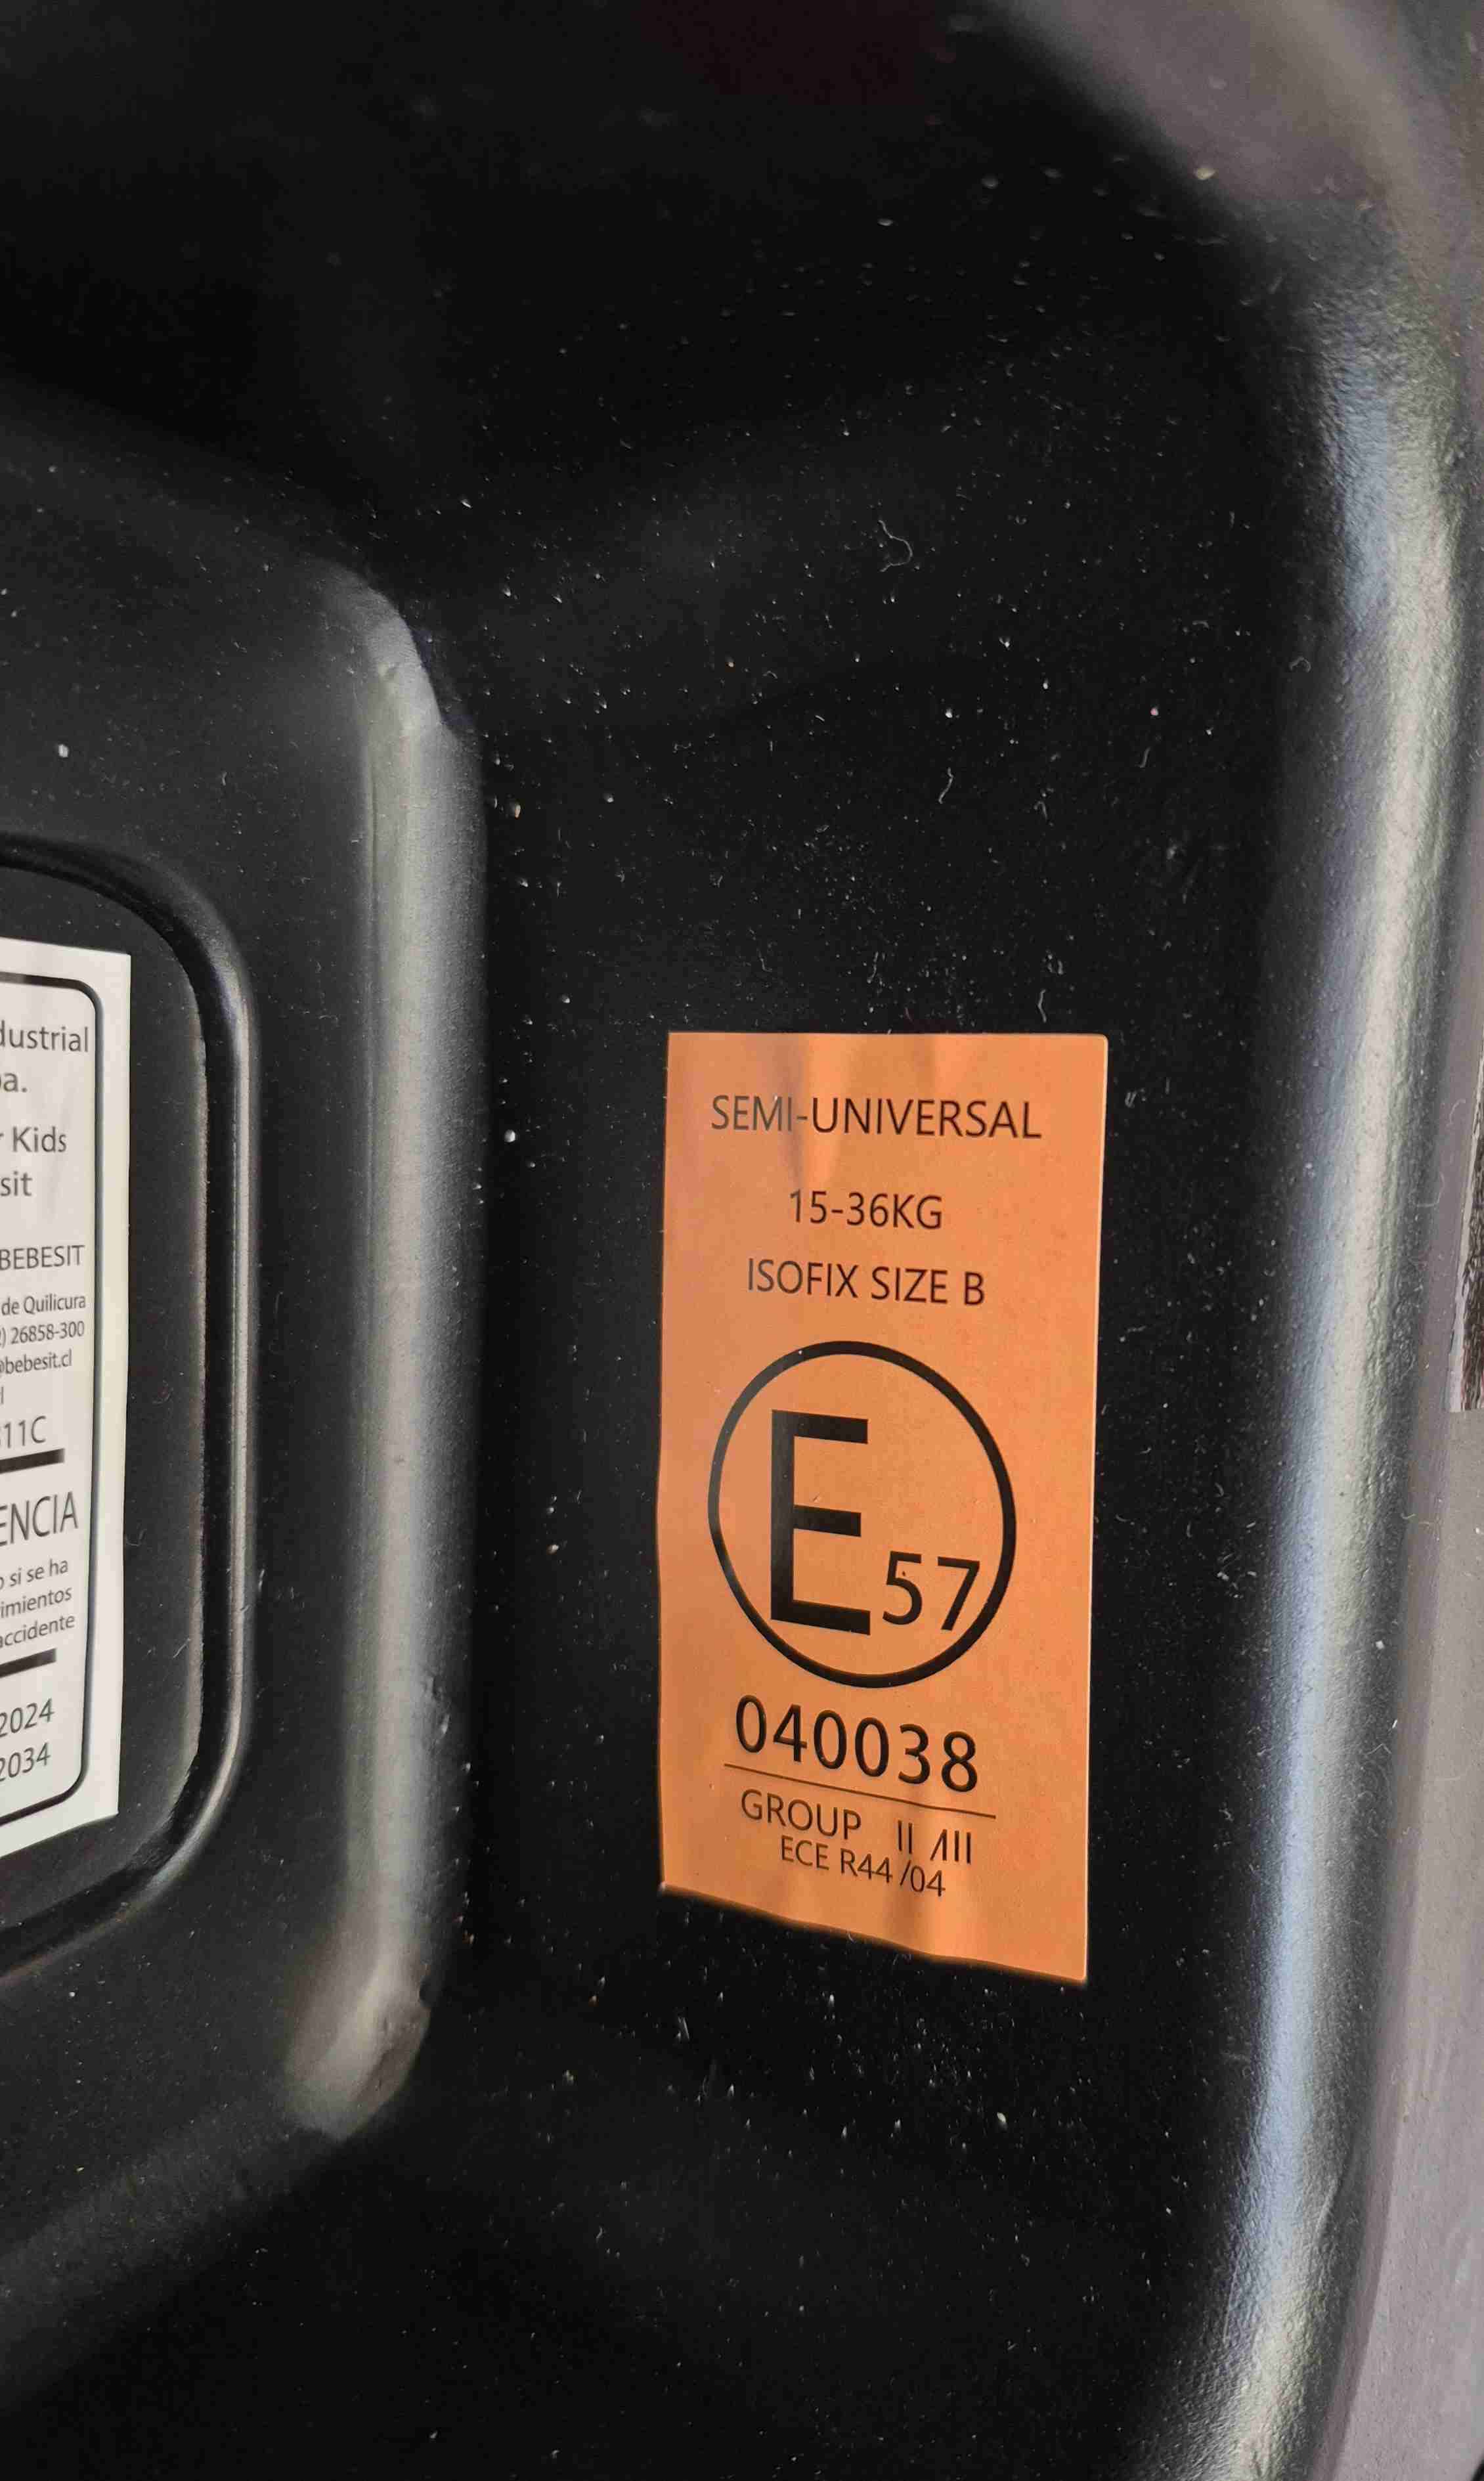 dustrial
a.
Kids
sit
BEBESIT
de Quilicura
) 26858-300
@bebesit.cl
l
11C
ENCIA
o si se ha
imientos
accidente
2024
2034
SEMI-UNIVERSAL
15-36KG
ISOFIX SIZE B
E 57
040038
GROUP II /III
ECE R44 /04